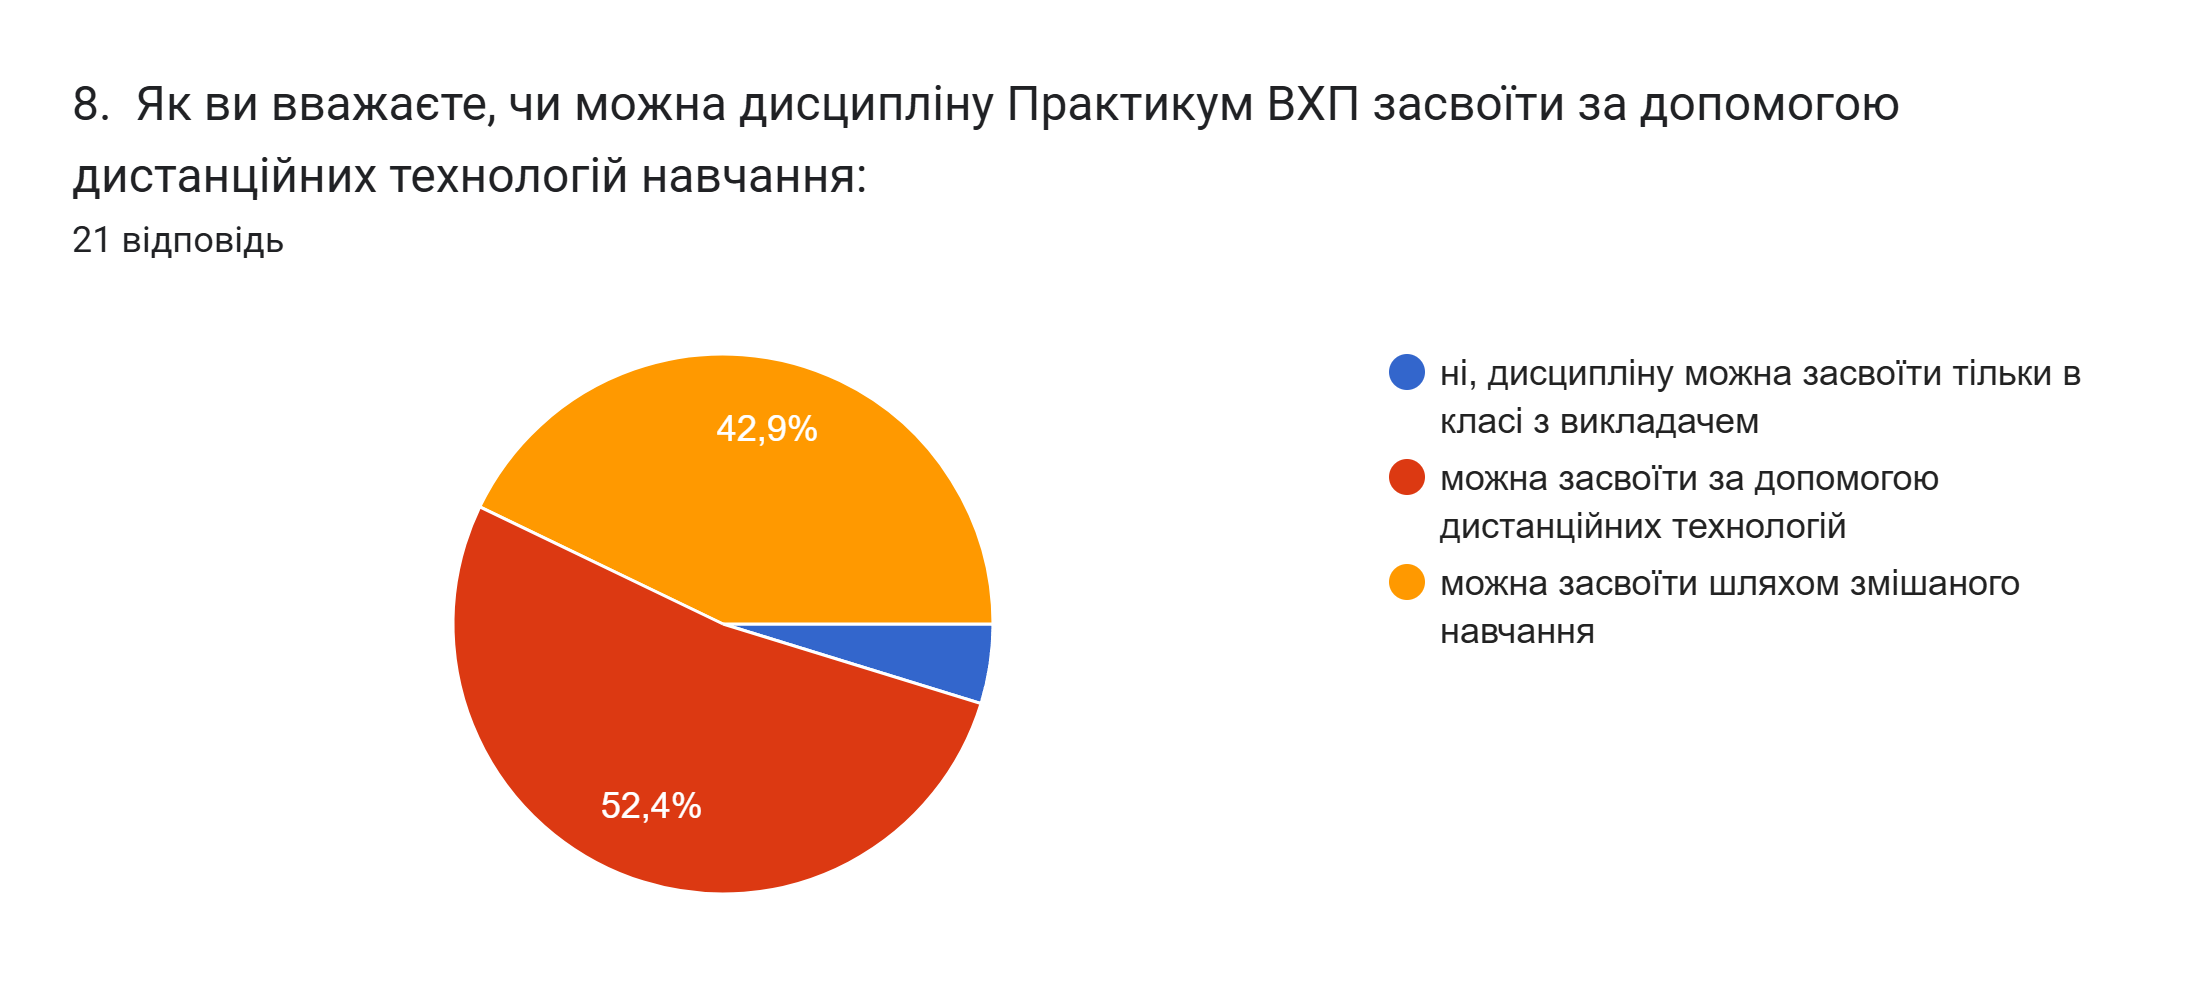 8.  Як ви вважаєте, чи можна дисципліну Практикум ВХП засвоїти за допомогою
дистанційних технологій навчання:
21 відповідь
42,9%
52,4%
ні, дисципліну можна засвоїти тільки в
класі з викладачем
можна засвоїти за допомогою
дистанційних технологій
можна засвоїти шляхом змішаного
навчання